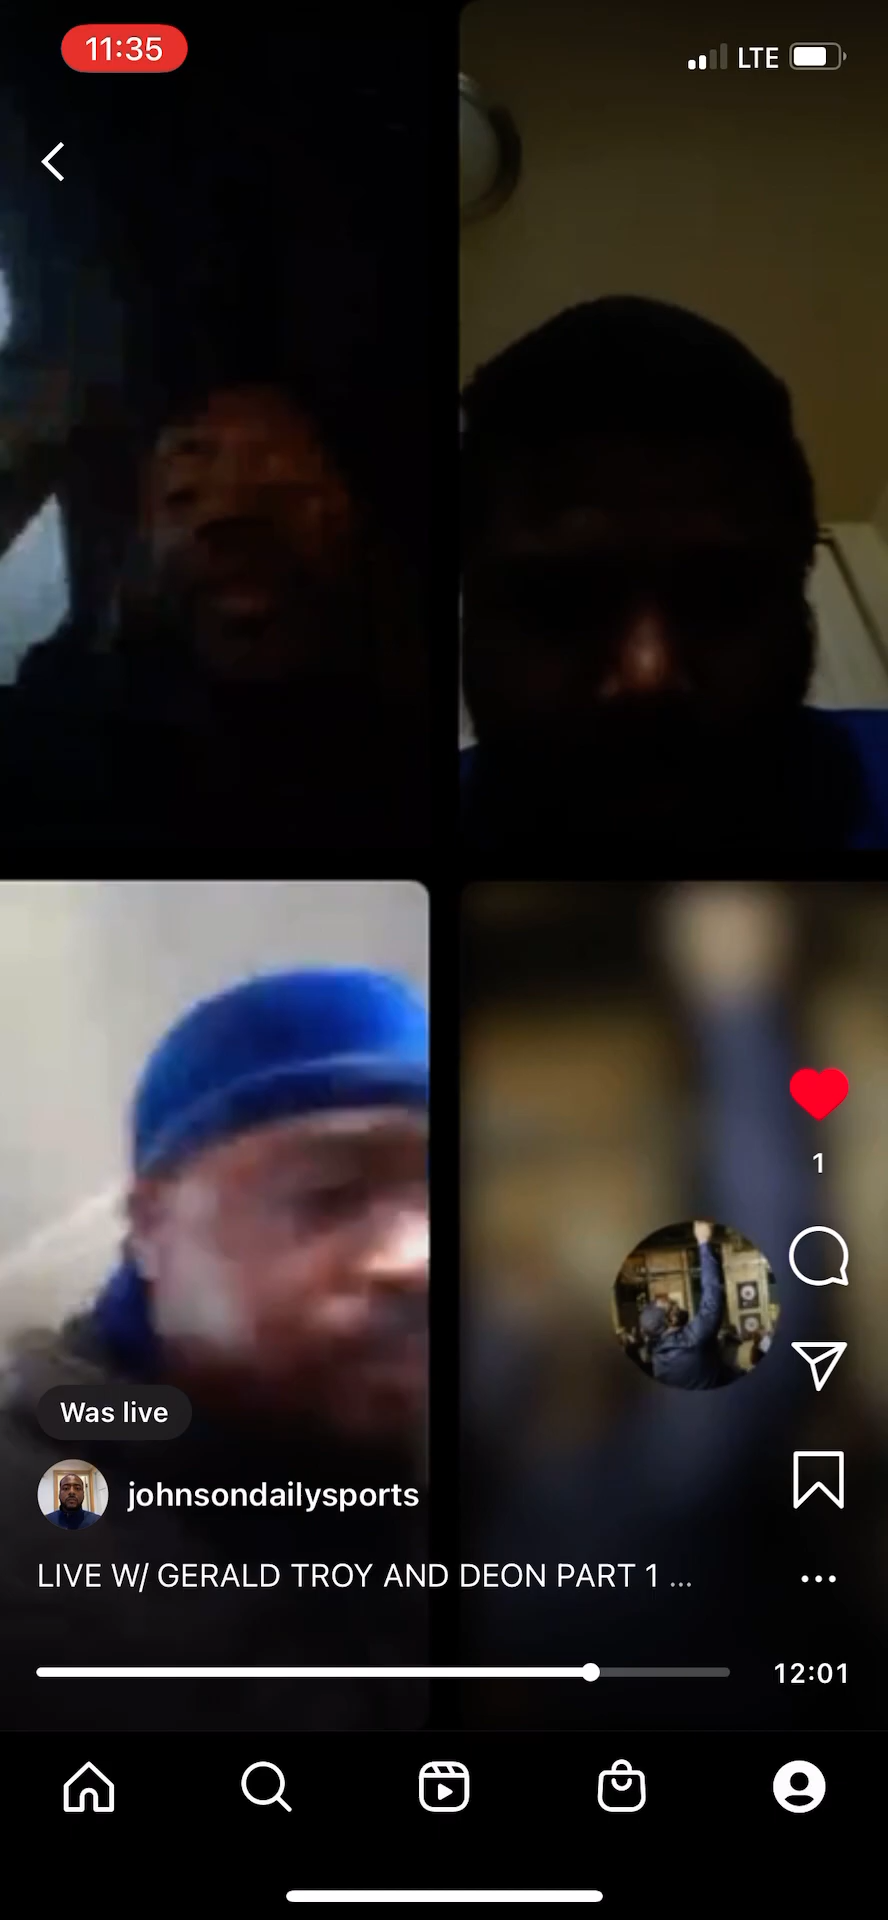 11:35
LTE
Was live
johnsondailysports
LIVE W/ GERALD TROY AND DEON PART 1 ...
12:01
1